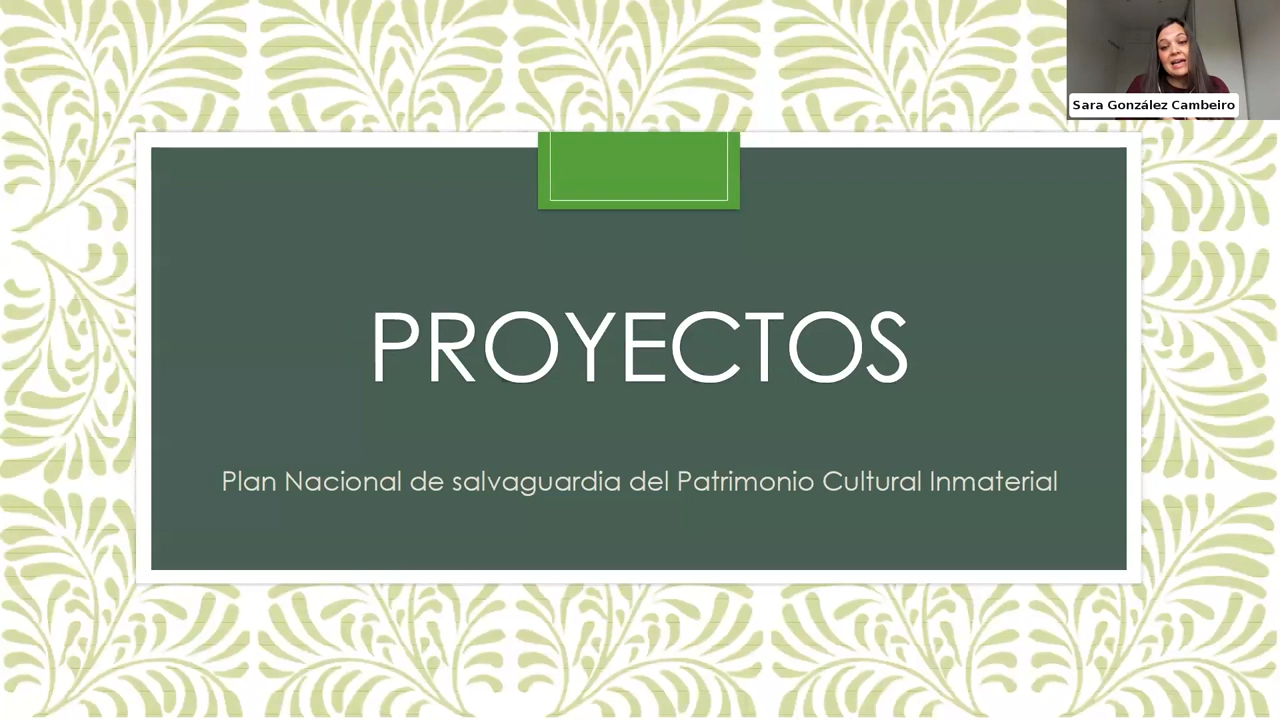 Sara González Cambeiro
PROYECTOS
Plan Nacional de salvaguardia del Patrimonio Cultural Inmaterial